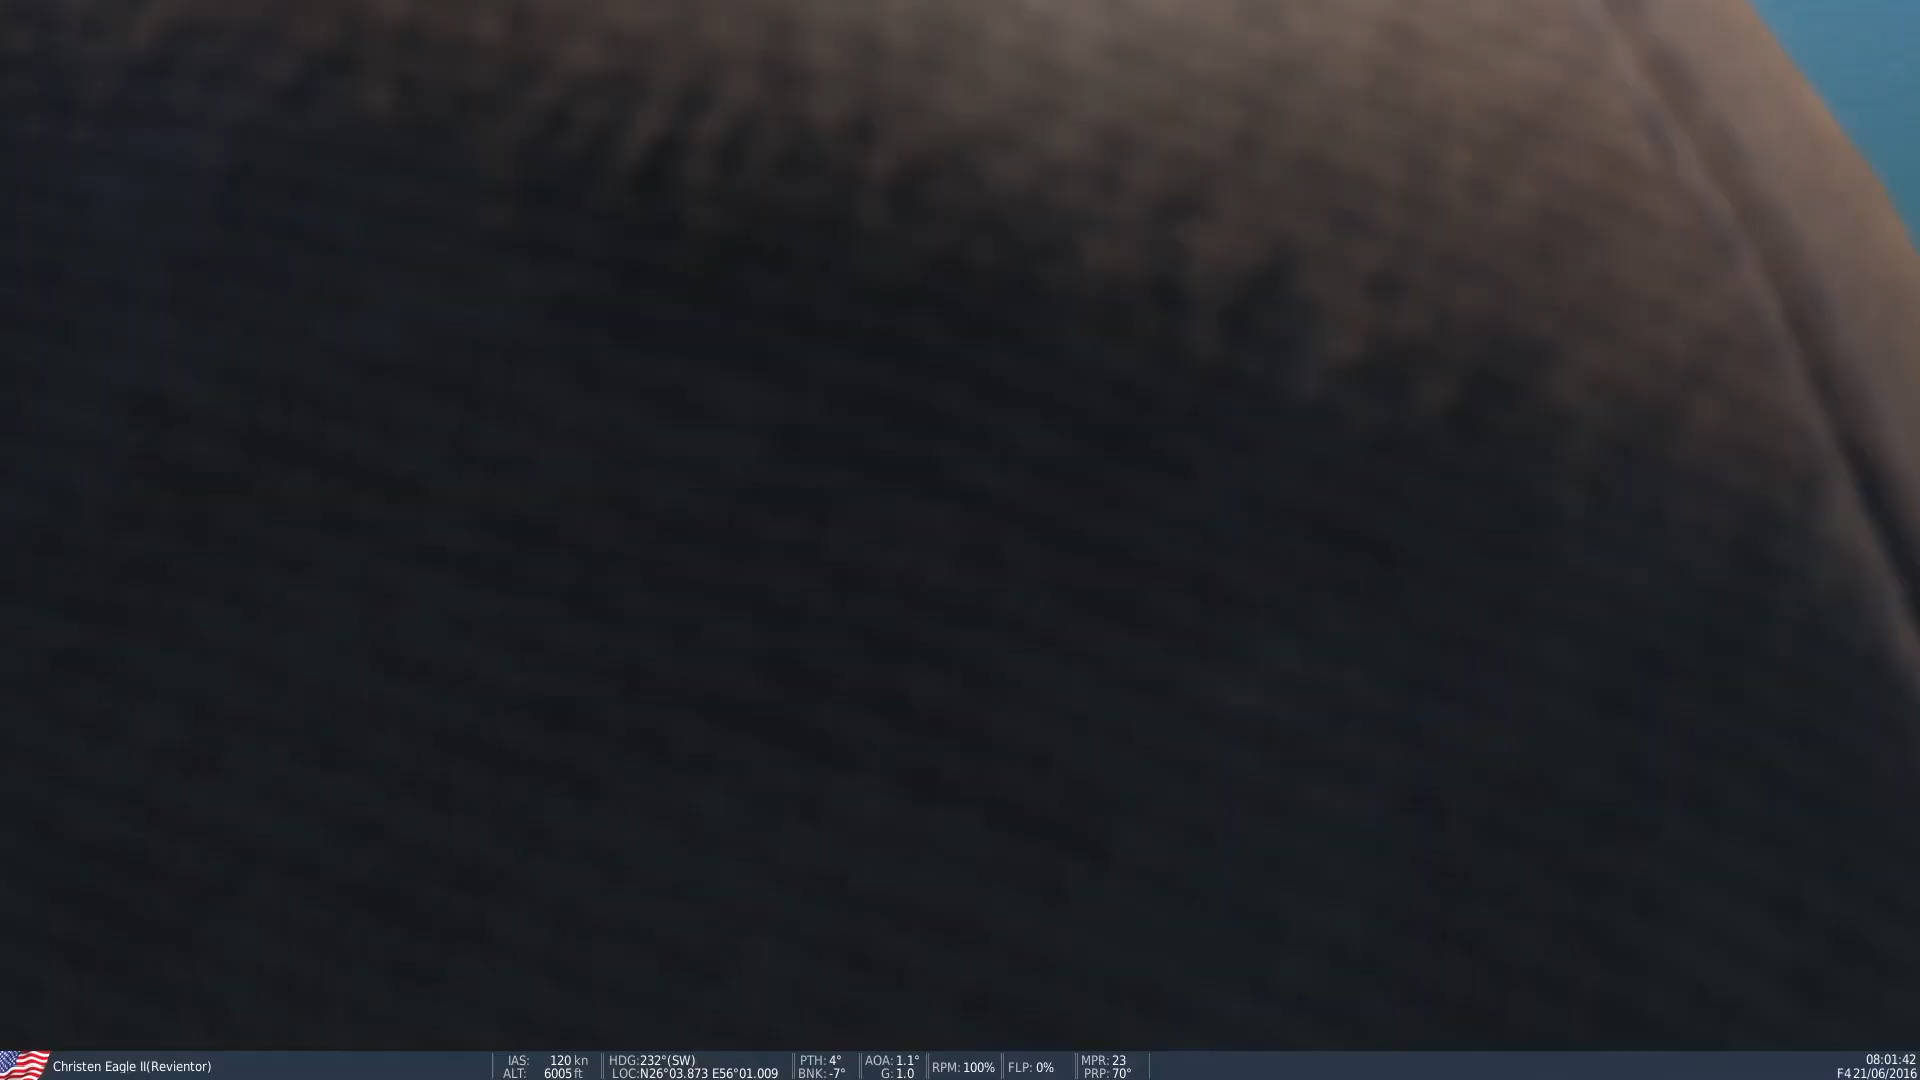 Christen Eagle II(Revientor)
IAS: 120 kn
ALT: 6005 ft
HDG: 232°(SW)
LOC: N26°03.873 E56°01.009
PTH: 4°
BNK: -7°
AOA: 1.1°
G: 1.0
RPM: 100%
FLP: 0%
MPR: 23
PRP: 70°
08:01:42
F4 21/06/2016